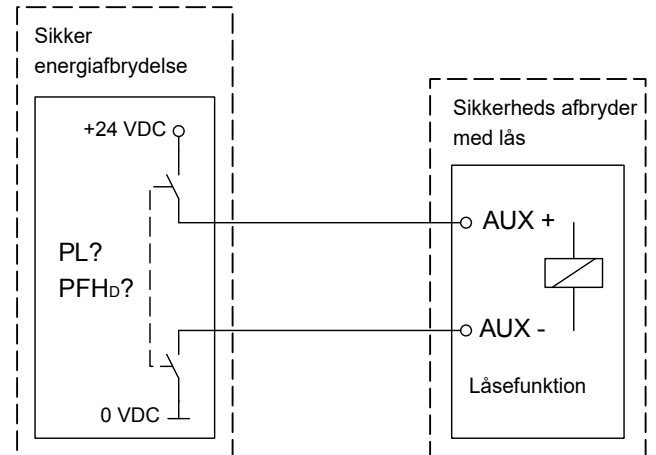 Sikker
energiafbrydelse
+24 VDC
PL?
PFHD?
0 VDC
Sikkerheds afbryder
med lås
AUX +
AUX -
Låsefunktion